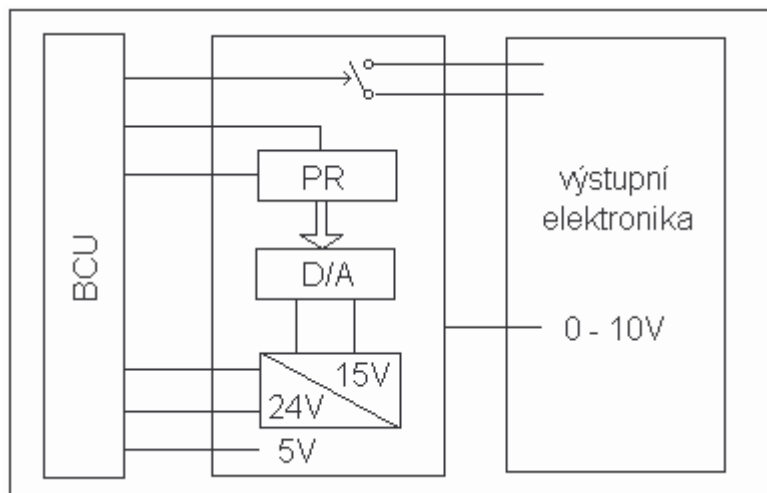 BCU
PR
D/A
15V
24V
5V
výstupní
elektronika
0 - 10V